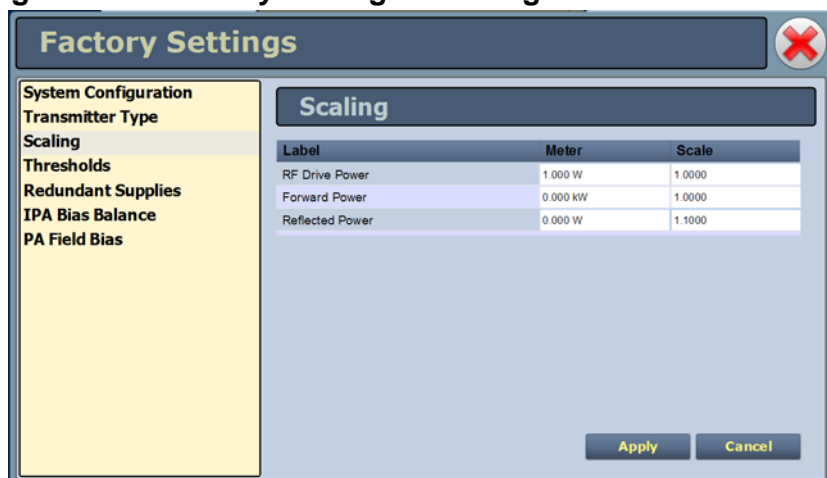 Factory Settings
System Configuration
Transmitter Type
Scaling
Thresholds
Redundant Supplies
IPA Bias Balance
PA Field Bias
Scaling
Label Meter Scale
RF Drive Power 1.000 W 1.0000
Forward Power 0.000 kW 1.0000
Reflected Power 0.000 W 1.1000
Apply Cancel